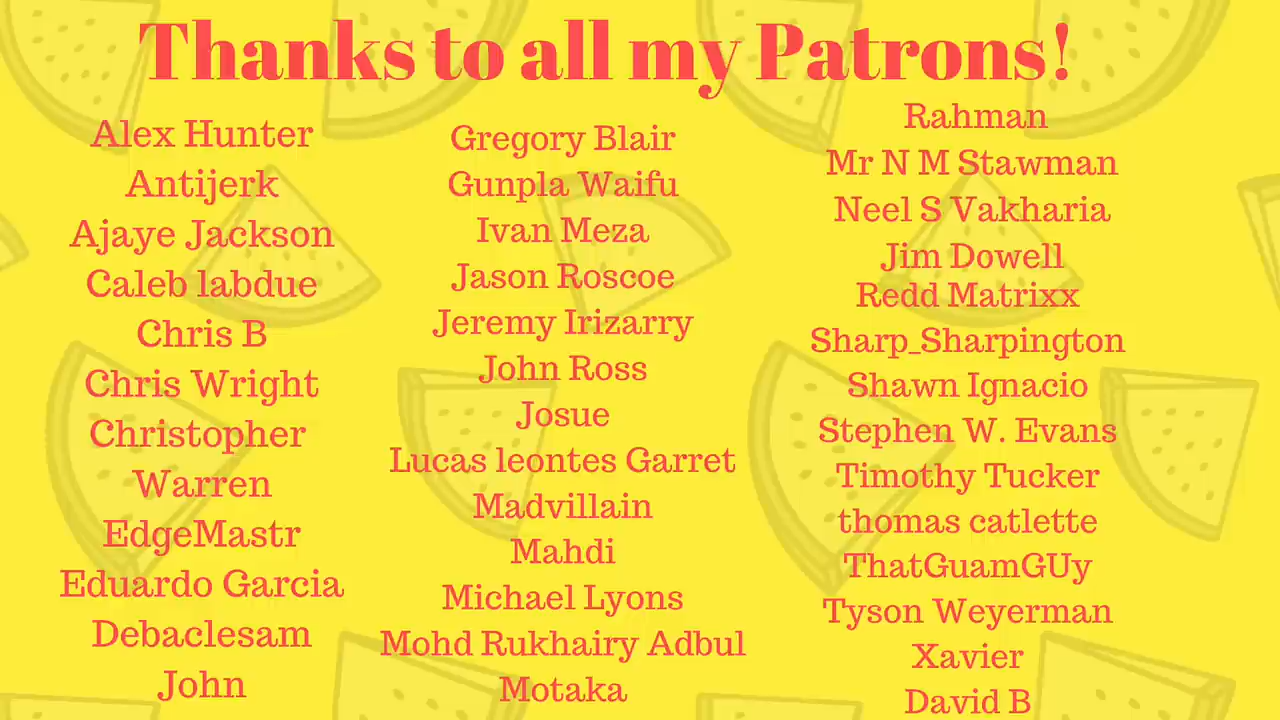 Thanks to all my Patrons!
Alex Hunter
Antijerk
Ajaye Jackson
Caleb labdue
Chris B
Chris Wright
Christopher
Warren
EdgeMastr
Eduardo Garcia
Debaclesam
John
Gregory Blair
Gunpla Waifu
Ivan Meza
Jason Roscoe
Jeremy Irizarry
John Ross
Josue
Lucas leontes Garret
Madvillain
Mahdi
Michael Lyons
Mohd Rukhairy Adbul
Motaka
Rahman
Mr N M Stawman
Neel S Vakharia
Jim Dowell
Redd Matrixx
Sharp_Sharpington
Shawn Ignacio
Stephen W. Evans
Timothy Tucker
thomas catlette
ThatGuamGUy
Tyson Weyerman
Xavier
David B